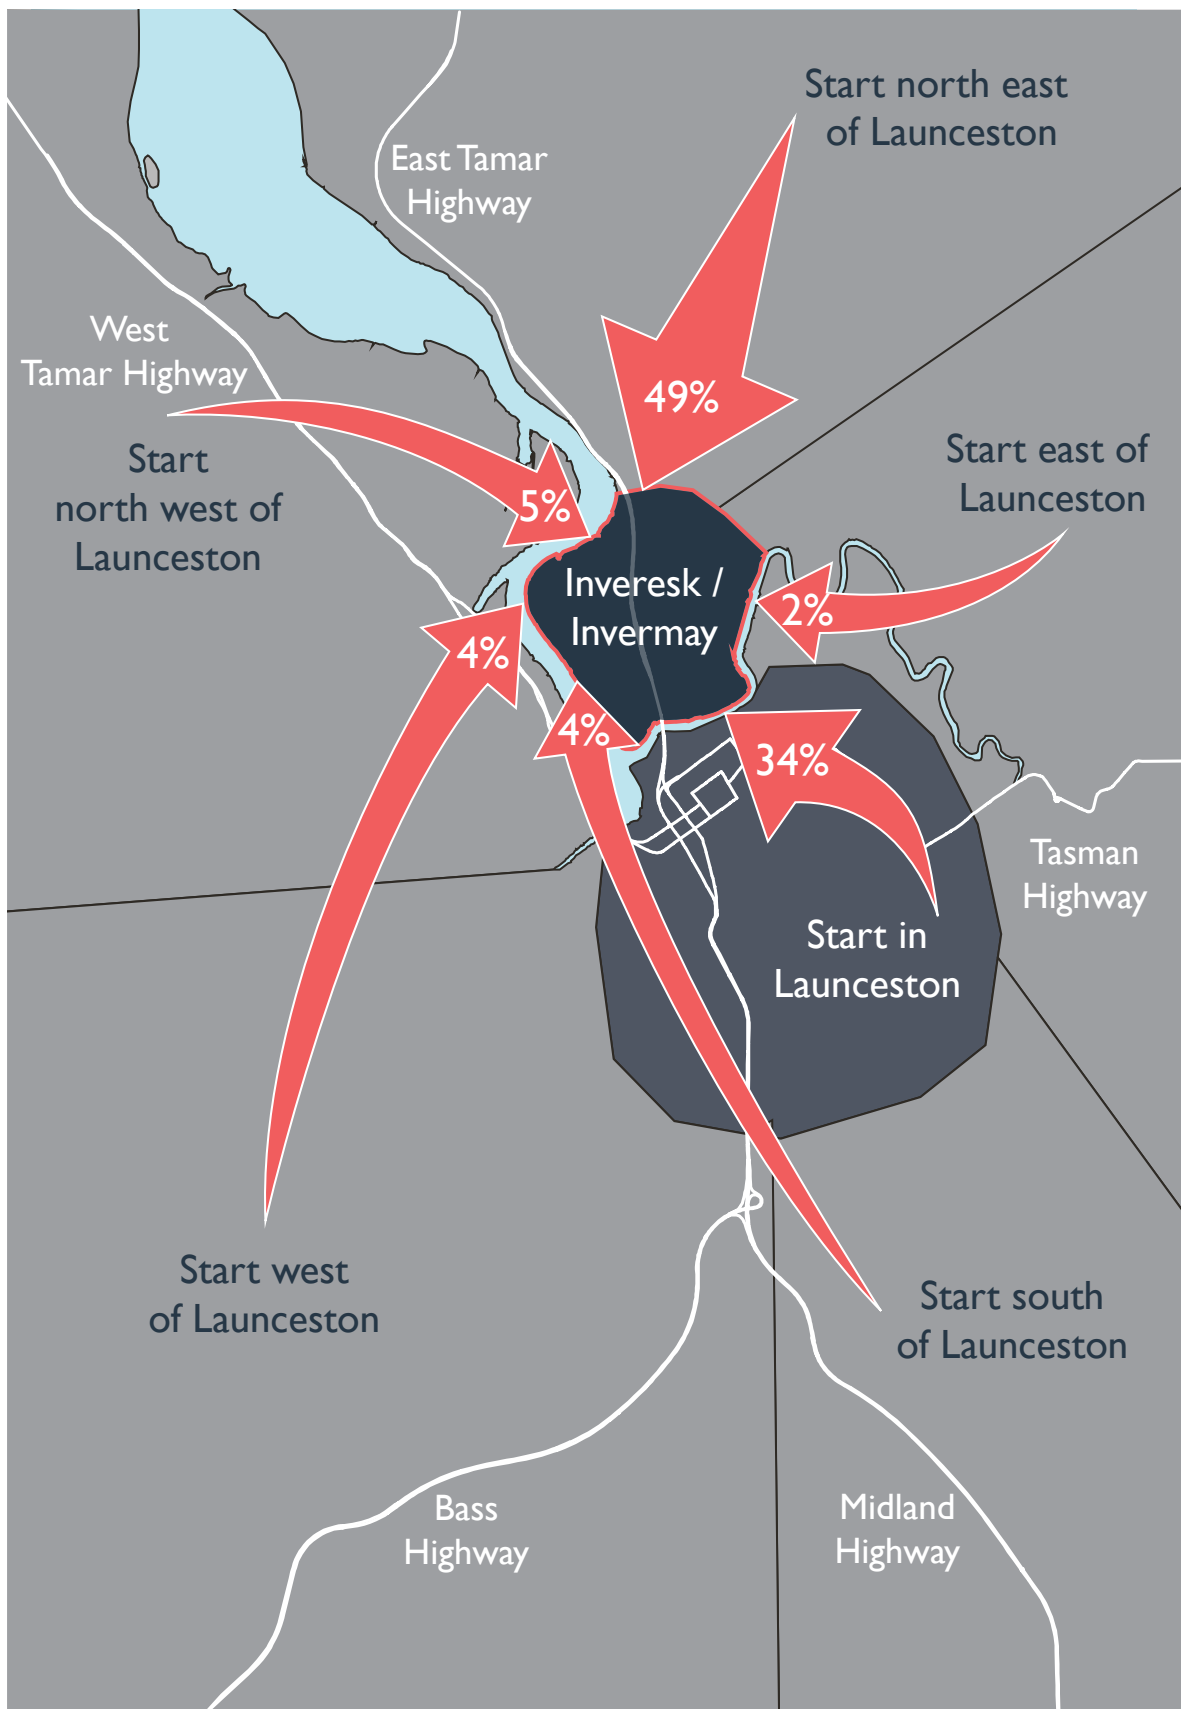 Start north east
of Launceston
East Tamar
Highway
West
Tamar Highway
49%
Start
north west of
Launceston
5%
Start east of
Launceston
Inveresk /
Invermay
2%
4%
4%
34%
Tasman
Highway
Start in
Launceston
Start west
of Launceston
Start south
of Launceston
Bass
Highway
Midland
Highway